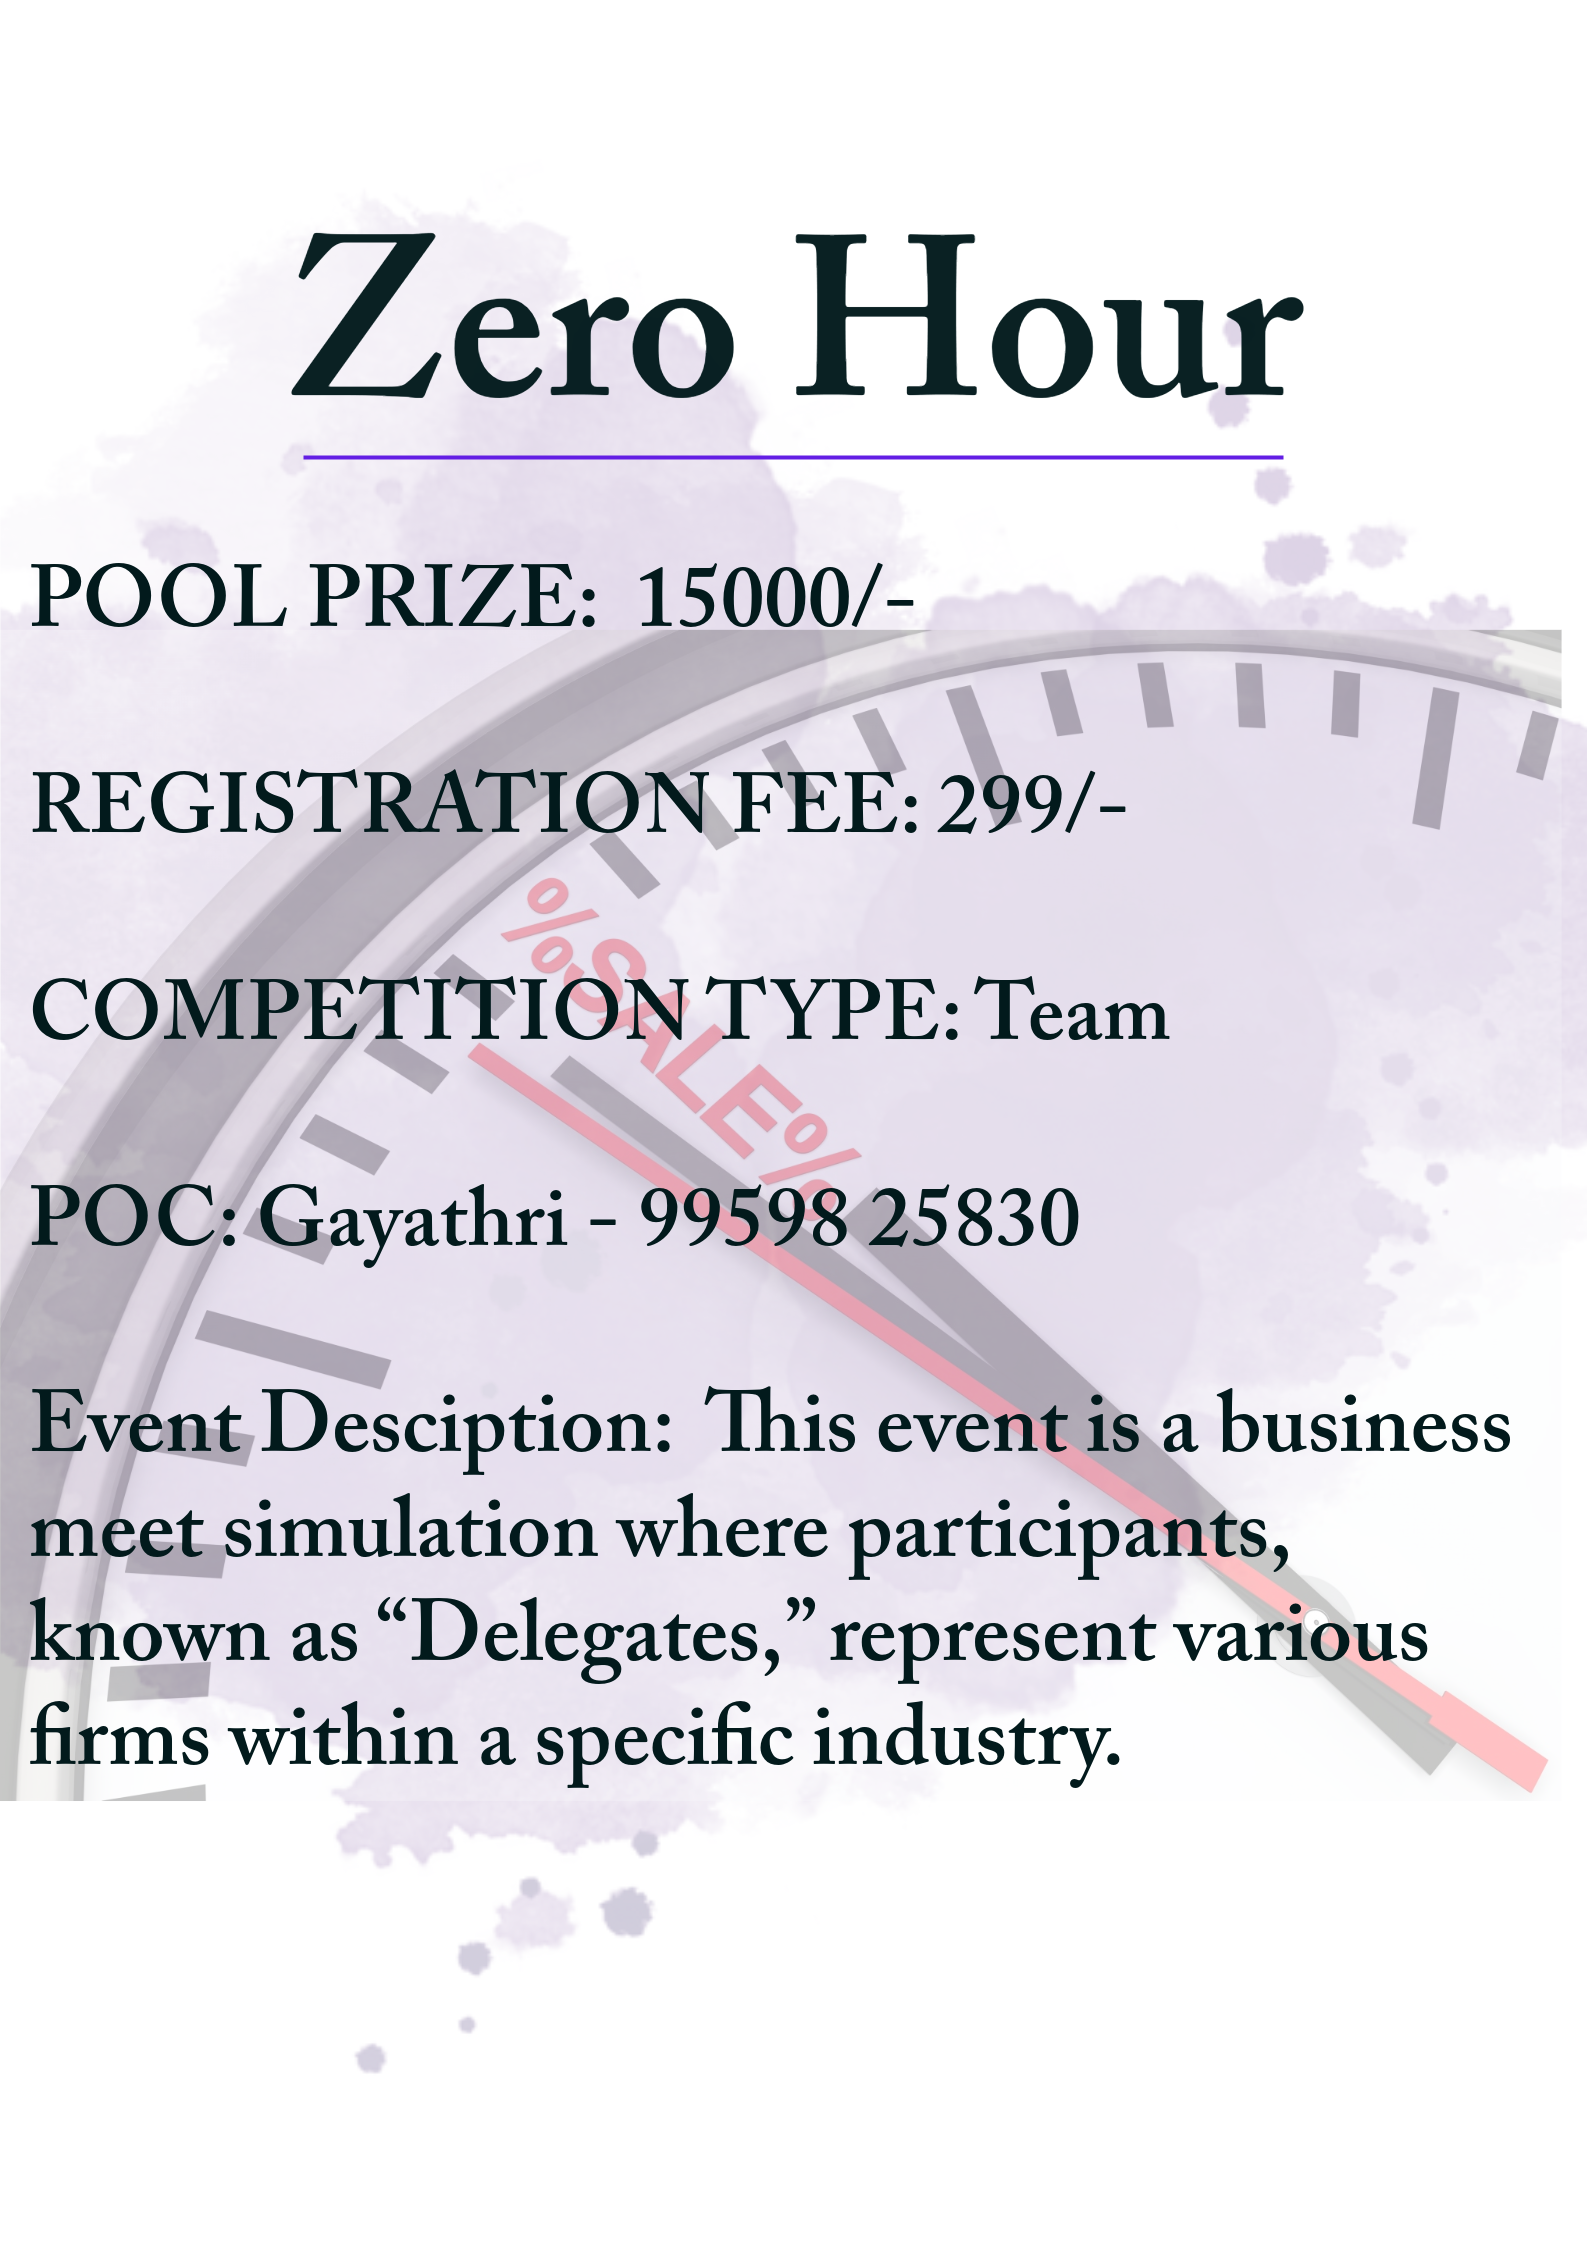 Zero Hour
POOL PRIZE: 15000/-
REGISTRATION FEE: 299/-
%SALE%
COMPETITION TYPE: Team
POC: Gayathri - 99598 25830
Event Desciption: This event is a business
meet simulation where participants,
known as “Delegates,” represent various
firms within a specific industry.